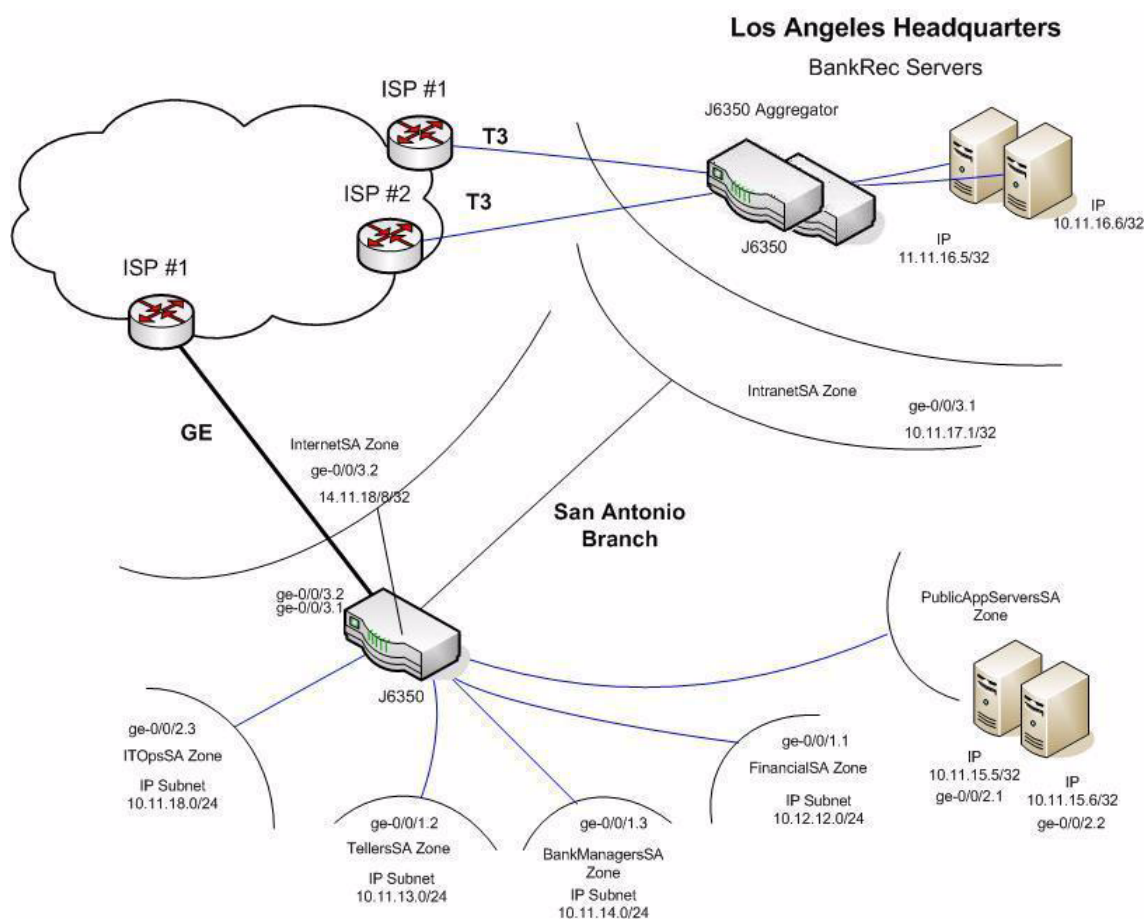 Los Angeles Headquarters
BankRec Servers
ISP #1
J6350 Aggregator
T3
ISP #2
T3
IP
10.11.16.6/32
J6350
IP
11.11.16.5/32
ISP #1
IntranetSA Zone
ge-0/0/3.1
10.11.17.1/32
GE
InternetSA Zone
ge-0/0/3.2
14.11.18/8/32
San Antonio
Branch
ge-0/0/3.2
ge-0/0/3.1
PublicAppServersSA
Zone
J6350
ge-0/0/2.3
ITOpsSA Zone
IP Subnet
10.11.18.0/24
ge-0/0/1.2
TellersSA Zone
IP Subnet
10.11.13.0/24
ge-0/0/1.3
BankManagersSA
Zone
IP Subnet
10.11.14.0/24
ge-0/0/1.1
FinancialSA Zone
IP Subnet
10.12.12.0/24
IP
10.11.15.5/32
ge-0/0/2.1
IP
10.11.15.6/32
ge-0/0/2.2